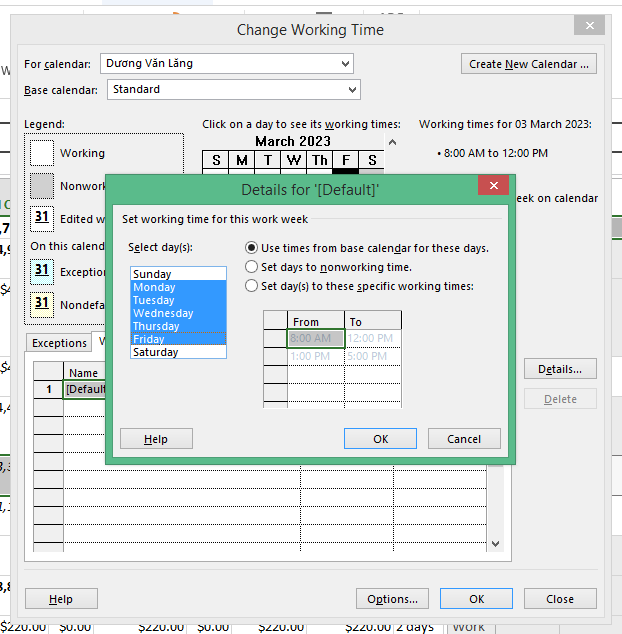 Change Working Time
For calendar: Dương Văn Lăng
Create New Calendar ...
Base calendar: Standard
Legend:
Click on a day to see its working times:
Working times for 03 March 2023:
Working
March 2023
• 8:00 AM to 12:00 PM
S M T W Th F S
Nonwork
31 Edited w
eek on calendar
On this calend
31 Exception
31 Nondefa
Details for '[Default]'
Set working time for this work week
Select day(s):
Use times from base calendar for these days.
Set days to nonworking time.
Set day(s) to these specific working times:
Sunday
Monday
Tuesday
Wednesday
Thursday
Friday
Saturday
From To
8:00 AM 12:00 PM
1:00 PM 5:00 PM
Help
OK
Cancel
Exceptions
Name
1 [Default
Details...
Delete
Help
Options...
OK
Close
$220.00 $0.00 $220.00 $0.00 $220.00 $220.00 2 days Work